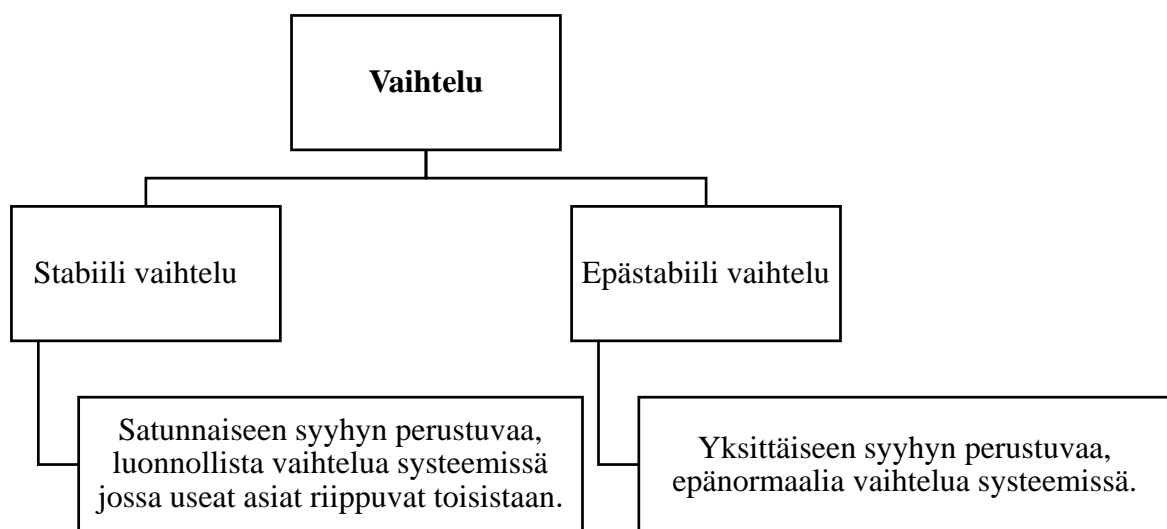 Vaihtelu
Stabiili vaihtelu
Epästabiili vaihtelu
Satunnaiseen syyhyn perustuvaa,
luonnollista vaihtelua systeemissä
jossa useat asiat riippuvat toisistaan.
Yksittäiseen syyhyn perustuvaa,
epänormaalia vaihtelua systeemissä.